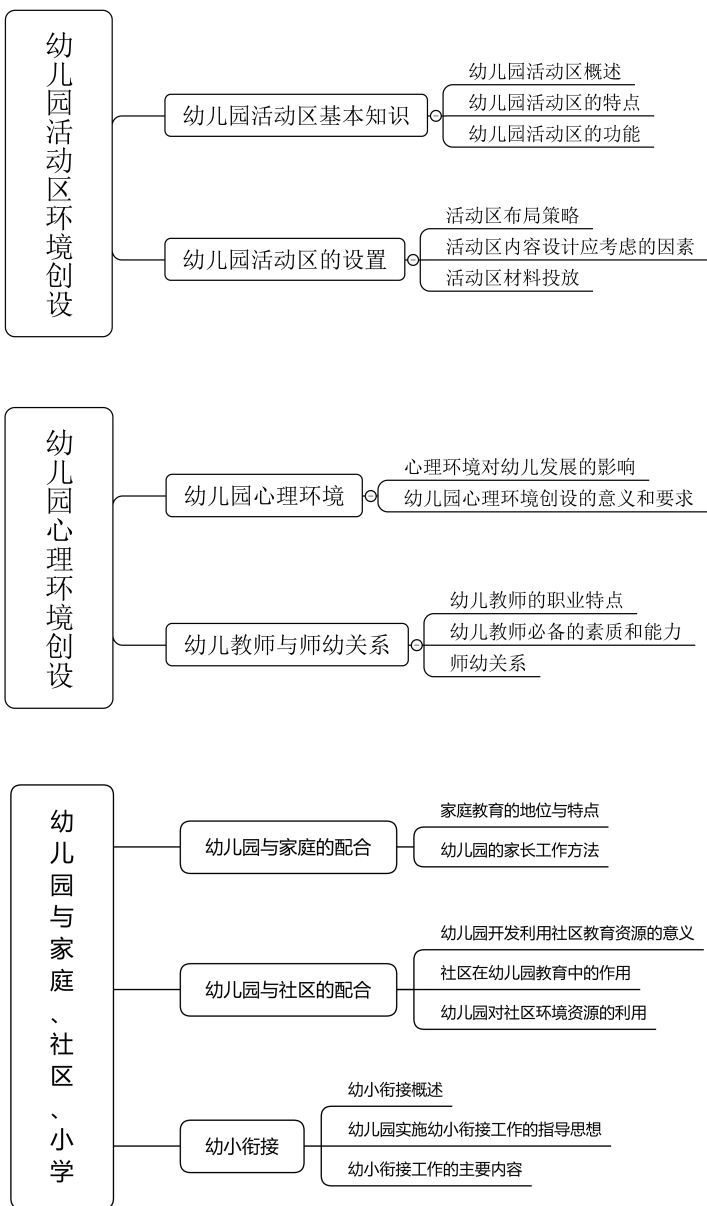 幼儿园活动区环境创设
幼儿园活动区基本知识
幼儿园活动区概述
幼儿园活动区的特点
幼儿园活动区的功能
幼儿园活动区的设置
活动区布局策略
活动区内容设计应考虑的因素
活动区材料投放
幼儿园心理环境创设
幼儿园心理环境
心理环境对幼儿发展的影响
幼儿园心理环境创设的意义和要求
幼儿教师与师幼关系
幼儿教师的职业特点
幼儿教师必备的素质和能力
师幼关系
幼儿园与家庭、社区、小学
幼儿园与家庭的配合
家庭教育的地位与特点
幼儿园的家长工作方法
幼儿园与社区的配合
幼儿园开发利用社区教育资源的意义
社区在幼儿园教育中的作用
幼儿园对社区环境资源的利用
幼小衔接
幼小衔接概述
幼儿园实施幼小衔接工作的指导思想
幼小衔接工作的主要内容